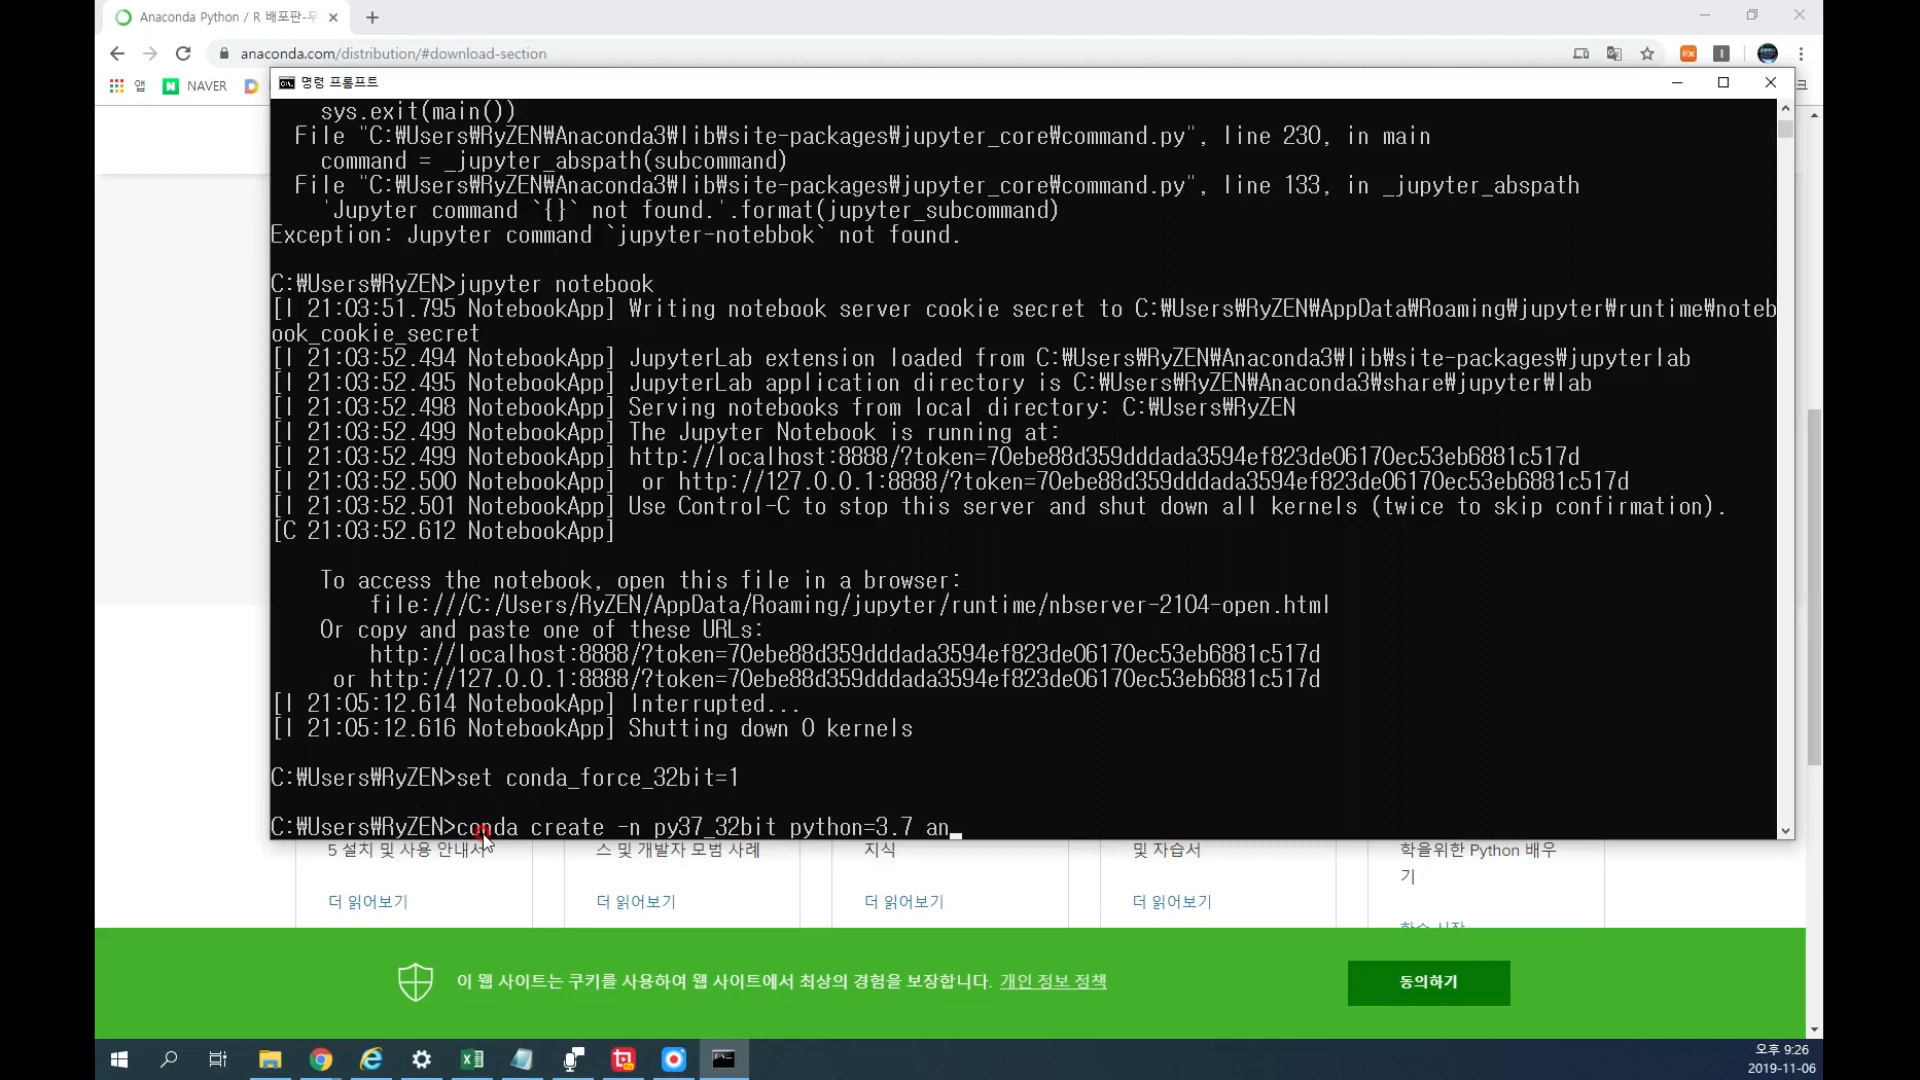 Anaconda Python / R 배포판-무
anaconda.com/distribution/#download-section
앱
NAVER
명령 프롬프트
sys.exit(main())
File "C:₩Users₩RyZEN₩Anaconda3₩lib₩site-packages₩jupyter_core₩command.py", line 230, in main
command = _jupyter_abspath(subcommand)
File "C:₩Users₩RyZEN₩Anaconda3₩lib₩site-packages₩jupyter_core₩command.py", line 133, in _jupyter_abspath
'Jupyter command `{}` not found.'.format(jupyter_subcommand)
Exception: Jupyter command `jupyter-notebbok` not found.
C:₩Users₩RyZEN>jupyter notebook
[I 21:03:51.795 NotebookApp] Writing notebook server cookie secret to C:₩Users₩RyZEN₩AppData₩Roaming₩jupyter₩runtime₩noteb
ook_cookie_secret
[I 21:03:52.494 NotebookApp] JupyterLab extension loaded from C:₩Users₩RyZEN₩Anaconda3₩lib₩site-packages₩jupyterlab
[I 21:03:52.495 NotebookApp] JupyterLab application directory is C:₩Users₩RyZEN₩Anaconda3₩share₩jupyter₩lab
[I 21:03:52.498 NotebookApp] Serving notebooks from local directory: C:₩Users₩RyZEN
[I 21:03:52.499 NotebookApp] The Jupyter Notebook is running at:
[I 21:03:52.499 NotebookApp] http://localhost:8888/?token=70ebe88d359dddada3594ef823de06170ec53eb6881c517d
[I 21:03:52.500 NotebookApp]  or http://127.0.0.1:8888/?token=70ebe88d359dddada3594ef823de06170ec53eb6881c517d
[I 21:03:52.501 NotebookApp] Use Control-C to stop this server and shut down all kernels (twice to skip confirmation).
[C 21:03:52.612 NotebookApp]
To access the notebook, open this file in a browser:
file:///C:/Users/RyZEN/AppData/Roaming/jupyter/runtime/nbserver-2104-open.html
Or copy and paste one of these URLs:
http://localhost:8888/?token=70ebe88d359dddada3594ef823de06170ec53eb6881c517d
or http://127.0.0.1:8888/?token=70ebe88d359dddada3594ef823de06170ec53eb6881c517d
[I 21:05:12.614 NotebookApp] Interrupted...
[I 21:05:12.616 NotebookApp] Shutting down 0 kernels
C:₩Users₩RyZEN>set conda_force_32bit=1
C:₩Users₩RyZEN>conda create -n py37_32bit python=3.7 an_
5 설치 및 사용 안내서
스 및 개발자 모범 사례
지식
및 자습서
학을위한 Python 배우
기
더 읽어보기
더 읽어보기
더 읽어보기
더 읽어보기
이 웹 사이트는 쿠키를 사용하여 웹 사이트에서 최상의 경험을 보장합니다. 개인 정보 정책
동의하기
오후 9:26
2019-11-06